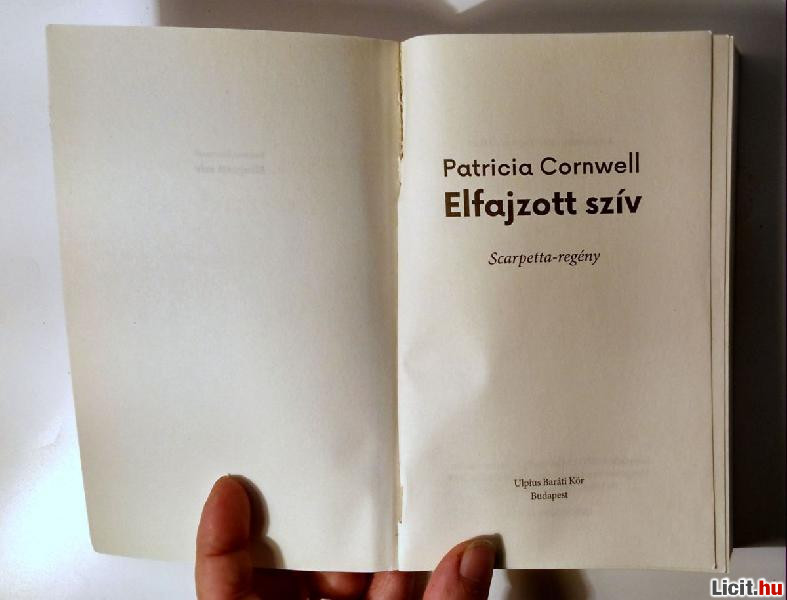 Patricia Cornwell
Elfajzott szív
Scarpetta-regény
Ulpius Baráti Kör
Budapest
Licit.hu